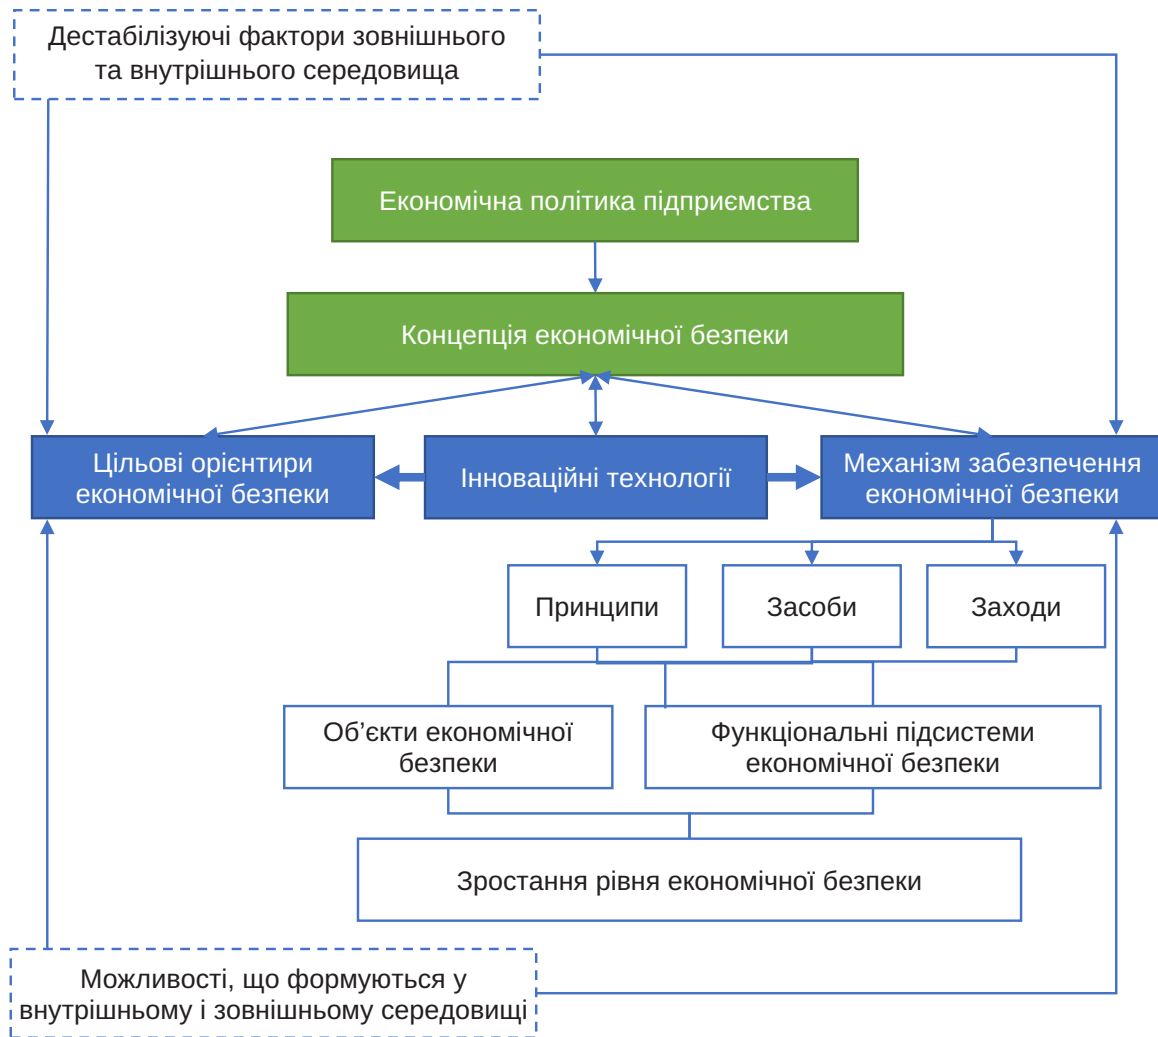 Дестабілізуючі фактори зовнішнього
та внутрішнього середовища
Економічна політика підприємства
Концепція економічної безпеки
Цільові орієнтири
економічної безпеки
Інноваційні технології
Механізм забезпечення
економічної безпеки
Принципи
Засоби
Заходи
Об’єкти економічної
безпеки
Функціональні підсистеми
економічної безпеки
Зростання рівня економічної безпеки
Можливості, що формуються у
внутрішньому і зовнішньому середовищі